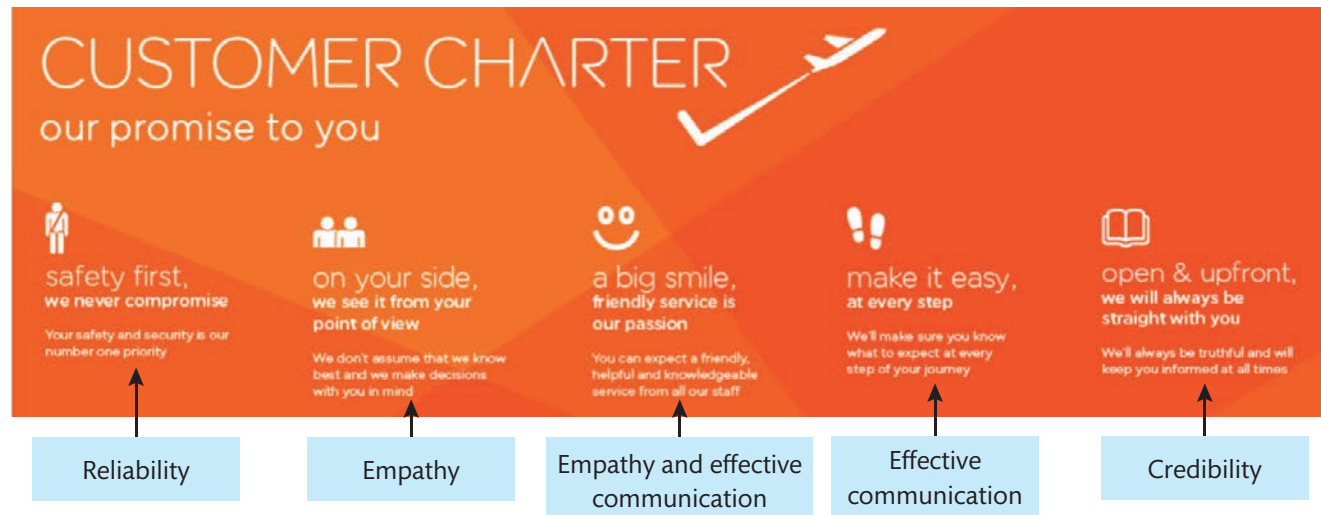 CUSTOMER CHARTER
our promise to you
safety first,
we never compromise
Your safety and security is our
number one priority
on your side,
we see it from your
point of view
We don't assume that we know
best and we make decisions
with you in mind
a big smile,
friendly service is
our passion
You can expect a friendly,
helpful and knowledgeable
service from all our staff
make it easy,
at every step
We'll make sure you know
what to expect at every
step of your journey
open & upfront,
we will always be
straight with you
We'll always be truthful and will
keep you informed at all times
Reliability
Empathy
Empathy and effective
communication
Effective
communication
Credibility